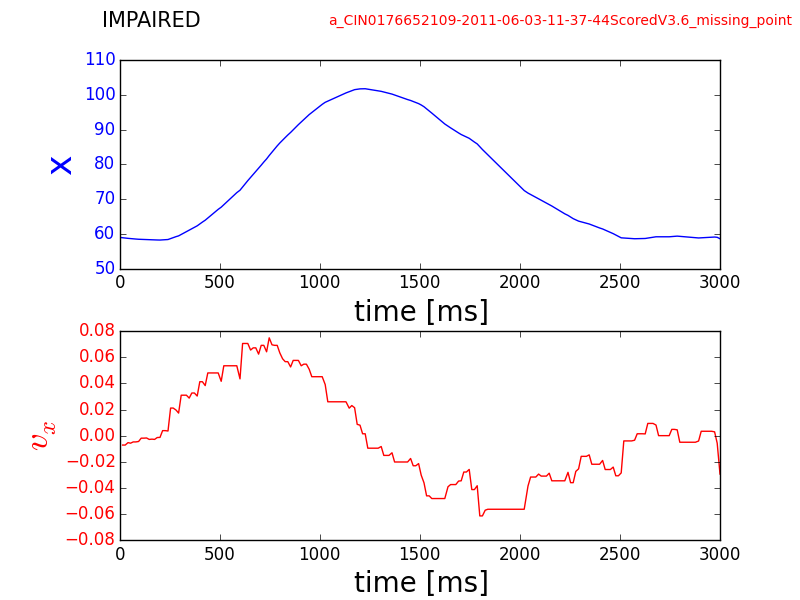 IMPAIRED
a_CIN0176652109-2011-06-03-11-37-44ScoredV3.6_missing_point
110
100
90
80
70
60
50
x
0 500 1000 1500 2000 2500 3000
time [ms]
0.08
0.06
0.04
0.02
0.00
−0.02
−0.04
−0.06
−0.08
v_x
0 500 1000 1500 2000 2500 3000
time [ms]